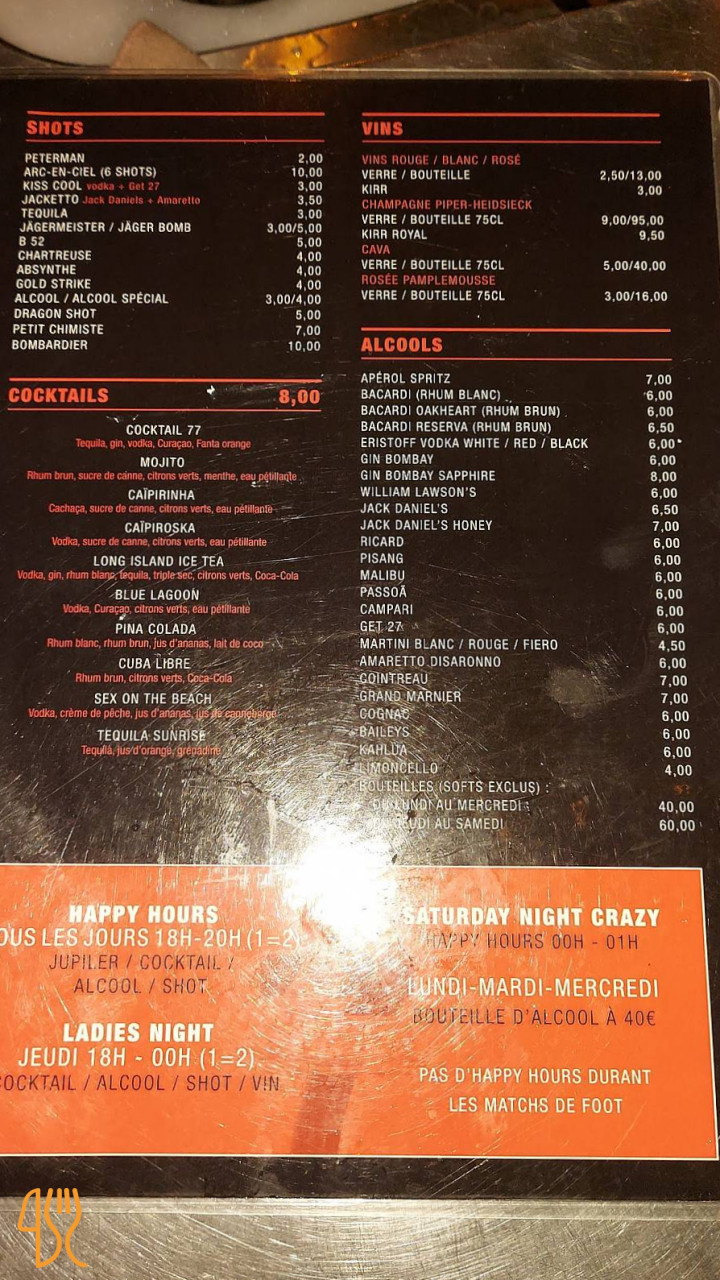 SHOTS
PETERMAN 2,00
ARC-EN-CIEL (6 SHOTS) 10,00
KISS COOL vodka + Get 27 3,00
JACKETTO Jack Daniels + Amaretto 3,50
TEQUILA 3,00
JÄGERMEISTER / JÄGER BOMB 3,00/5,00
B 52 5,00
CHARTREUSE 4,00
ABSYNTHE 4,00
GOLD STRIKE 4,00
ALCOOL / ALCOOL SPÉCIAL 3,00/4,00
DRAGON SHOT 5,00
PETIT CHIMISTE 7,00
BOMBARDIER 10,00
COCKTAILS 8,00
COCKTAIL 77
Tequila, gin, vodka, Curaçao, Fanta orange
MOJITO
Rhum brun, sucre de canne, citrons verts, menthe, eau pétillante
CAÏPIRINHA
Cachaça, sucre de canne, citrons verts, eau pétillante
CAÏPIROSKA
Vodka, sucre de canne, citrons verts, eau pétillante
LONG ISLAND ICE TEA
Vodka, gin, rhum blanc, tequila, triple sec, citrons verts, Coca-Cola
BLUE LAGOON
Vodka, Curaçao, citrons verts, eau pétillante
PINA COLADA
Rhum blanc, rhum brun, jus d'ananas, lait de coco
CUBA LIBRE
Rhum brun, citrons verts, Coca-Cola
SEX ON THE BEACH
Vodka, crème de pêche, jus d'ananas, jus de canneberge
TEQUILA SUNRISE
Tequila, jus d'orange, grenadine
VINS
VINS ROUGE / BLANC / ROSÉ
VERRE / BOUTEILLE 2,50/13,00
KIRR 3,00
CHAMPAGNE PIPER-HEIDSIECK
VERRE / BOUTEILLE 75CL 9,00/95,00
KIRR ROYAL 9,50
CAVA
VERRE / BOUTEILLE 75CL 5,00/40,00
ROSÉE PAMPLEMOUSSE
VERRE / BOUTEILLE 75CL 3,00/16,00
ALCOOLS
APÉROL SPRITZ 7,00
BACARDI (RHUM BLANC) 6,00
BACARDI OAKHEART (RHUM BRUN) 6,00
BACARDI RESERVA (RHUM BRUN) 6,50
ERISTOFF VODKA WHITE / RED / BLACK 6,00
GIN BOMBAY 6,00
GIN BOMBAY SAPPHIRE 8,00
WILLIAM LAWSON'S 6,00
JACK DANIEL'S 6,50
JACK DANIEL'S HONEY 7,00
RICARD 6,00
PISANG 6,00
MALIBU 6,00
PASSOÃ 6,00
CAMPARI 6,00
GET 27 6,00
MARTINI BLANC / ROUGE / FIERO 4,50
AMARETTO DISARONNO 6,00
COINTREAU 7,00
GRAND MARNIER 7,00
COGNAC 6,00
BAILEYS 6,00
KAHLUA 6,00
LIMONCELLO 4,00
BOUTEILLES (SOFTS EXCLUS) :
LUNDI AU MERCREDI : 40,00
JEUDI AU SAMEDI 60,00
HAPPY HOURS
OUS LES JOURS 18H-20H (1=2)
JUPILER / COCKTAIL /
ALCOOL / SHOT
LADIES NIGHT
JEUDI 18H - 00H (1=2)
COCKTAIL / ALCOOL / SHOT / VIN
SATURDAY NIGHT CRAZY
HAPPY HOURS 00H - 01H
LUNDI-MARDI-MERCREDI
BOUTEILLE D'ALCOOL À 40€
PAS D'HAPPY HOURS DURANT
LES MATCHS DE FOOT